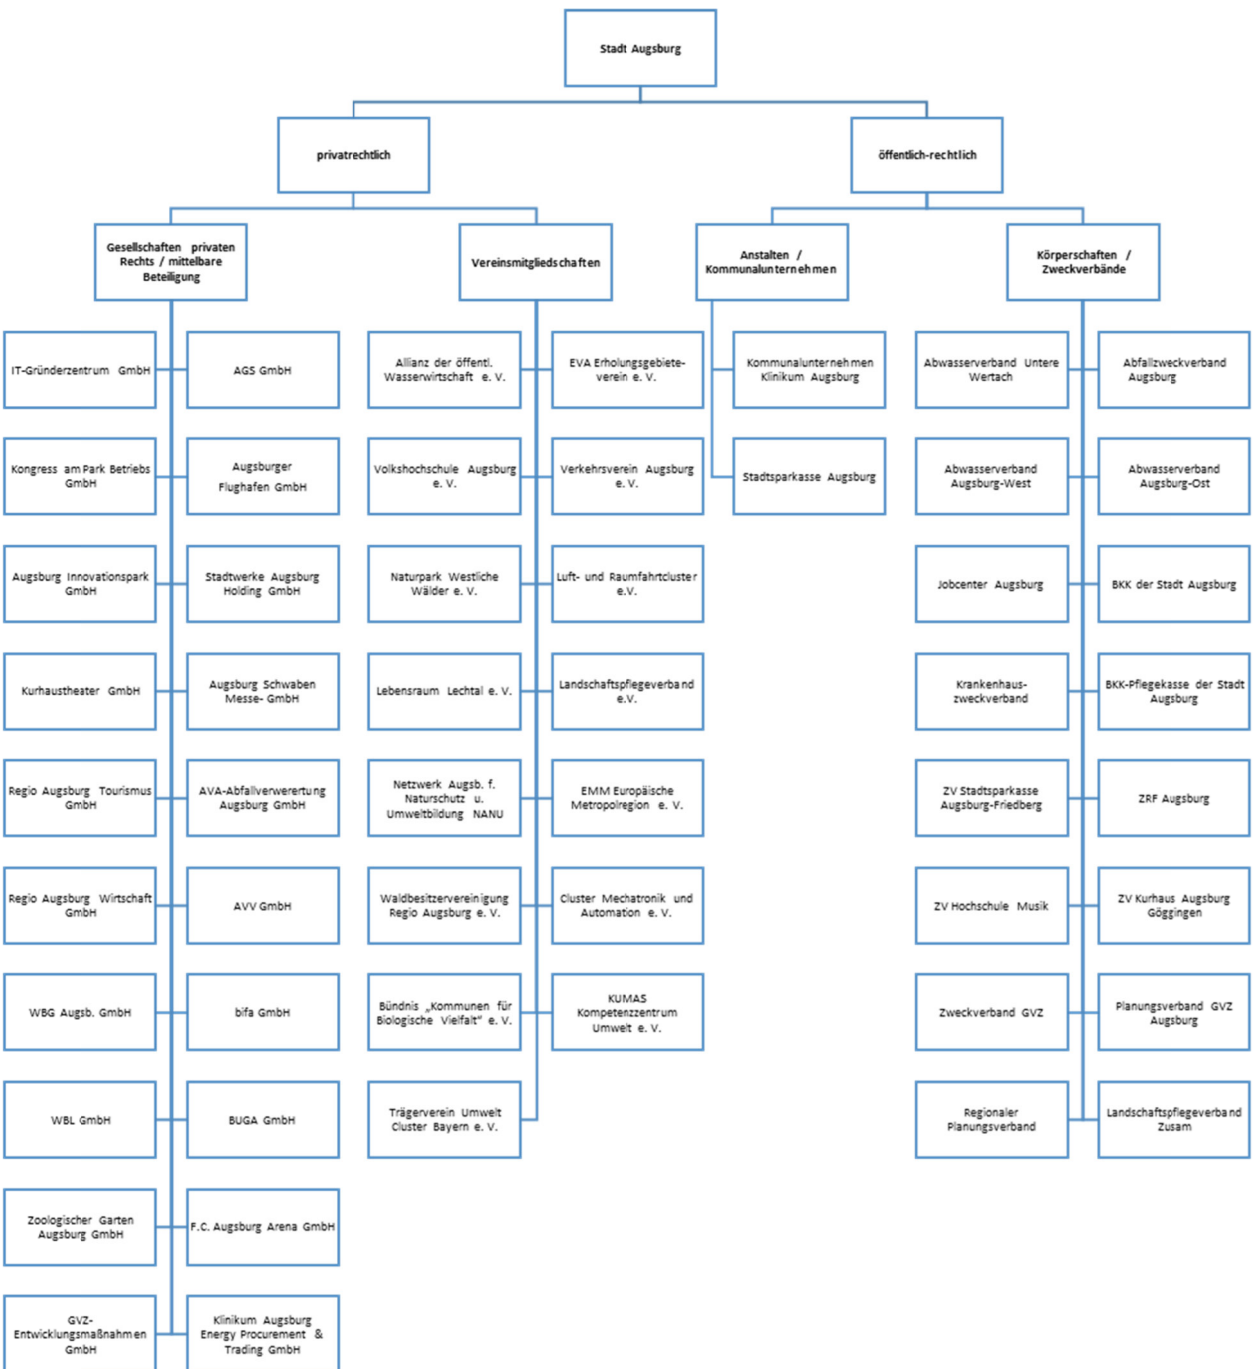 Stadt Augsburg
privatrechtlich
öffentlich-rechtlich
Gesellschaften privaten
Rechts / mittelbare
Beteiligung
Vereinsmitgliedschaften
Anstalten /
Kommunalunternehmen
Körperschaften /
Zweckverbände
IT-Gründerzentrum GmbH
AGS GmbH
Allianz der öffentl.
Wasserwirtschaft e. V.
EVA Erholungsgebiete-
verein e. V.
Kommunalunternehmen
Klinikum Augsburg
Abwasserverband Untere
Wertach
Abfallzweckverband
Augsburg
Kongress am Park Betriebs
GmbH
Augsburger
Flughafen GmbH
Volkshochschule Augsburg
e. V.
Verkehrsverein Augsburg
e. V.
Stadtsparkasse Augsburg
Abwasserverband
Augsburg-West
Abwasserverband
Augsburg-Ost
Augsburg Innovationspark
GmbH
Stadtwerke Augsburg
Holding GmbH
Naturpark Westliche
Wälder e. V.
Luft- und Raumfahrtcluster
e.V.
Jobcenter Augsburg
BKK der Stadt Augsburg
Kurhaustheater GmbH
Augsburg Schwaben
Messe- GmbH
Lebensraum Lechtal e. V.
Landschaftspflegeverband
e.V.
Krankenhaus-
zweckverband
BKK-Pflegekasse der Stadt
Augsburg
Regio Augsburg Tourismus
GmbH
AVA-Abfallverwerertung
Augsburg GmbH
Netzwerk Augsb. f.
Naturschutz u.
Umweltbildung NANU
EMM Europäische
Metropolregion e. V.
ZV Stadtsparkasse
Augsburg-Friedberg
ZRF Augsburg
Regio Augsburg Wirtschaft
GmbH
AVV GmbH
Waldbesitzervereinigung
Regio Augsburg e. V.
Cluster Mechatronik und
Automation e. V.
ZV Hochschule Musik
ZV Kurhaus Augsburg
Göggingen
WBG Augsb. GmbH
bifa GmbH
Bündnis „Kommunen für
Biologische Vielfalt“ e. V.
KUMAS
Kompetenzzentrum
Umwelt e. V.
Zweckverband GVZ
Planungsverband GVZ
Augsburg
WBL GmbH
BUGA GmbH
Trägerverein Umwelt
Cluster Bayern e. V.
Regionaler
Planungsverband
Landschaftspflegeverband
Zusam
Zoologischer Garten
Augsburg GmbH
F.C. Augsburg Arena GmbH
GVZ-
Entwicklungsmaßnahmen
GmbH
Klinikum Augsburg
Energy Procurement &
Trading GmbH